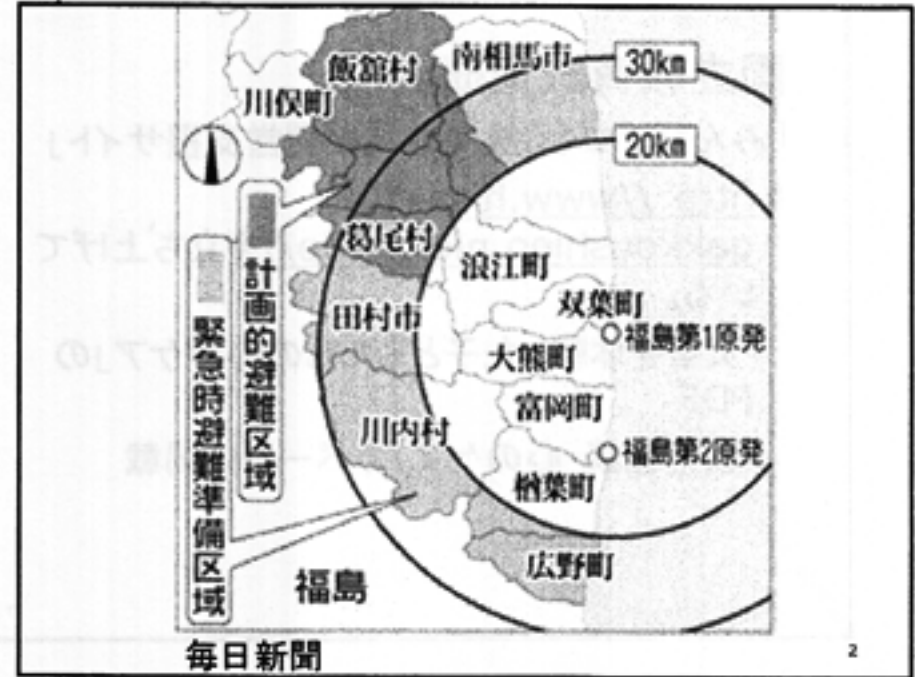 飯舘村
南相馬市
30km
川俣町
20km
葛尾村
浪江町
双葉町
福島第1原発
田村市
大熊町
富岡町
川内村
福島第2原発
楢葉町
広野町
福島
計画的避難区域
緊急時避難準備区域
毎日新聞
2